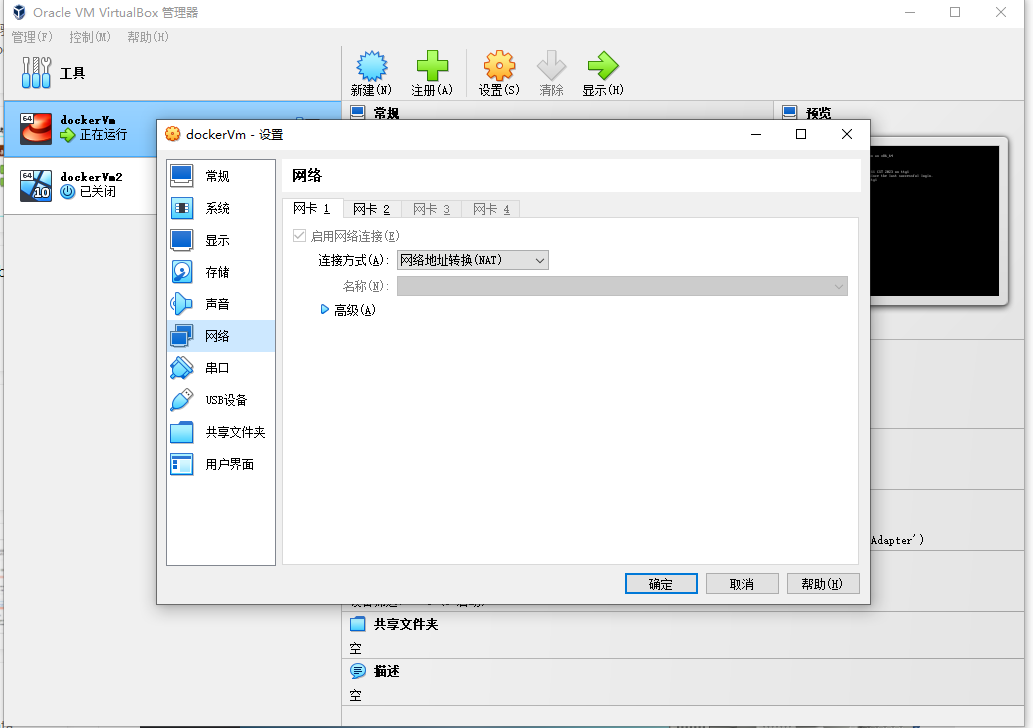 Oracle VM VirtualBox 管理器
管理(F) 控制(M) 帮助(H)
工具
新建(N) 注册(A) 设置(S) 清除 显示(H)
常规 预览
64 dockerVm
正在运行
64 10 dockerVm2
已关闭
dockerVm - 设置
常规
系统
显示
存储
声音
网络
串口
USB设备
共享文件夹
用户界面
网络
网卡 1 网卡 2 网卡 3 网卡 4
启用网络连接(E)
连接方式(A): 网络地址转换(NAT)
名称(N):
高级(A)
确定 取消 帮助(H)
Adapter')
共享文件夹
空
描述
空